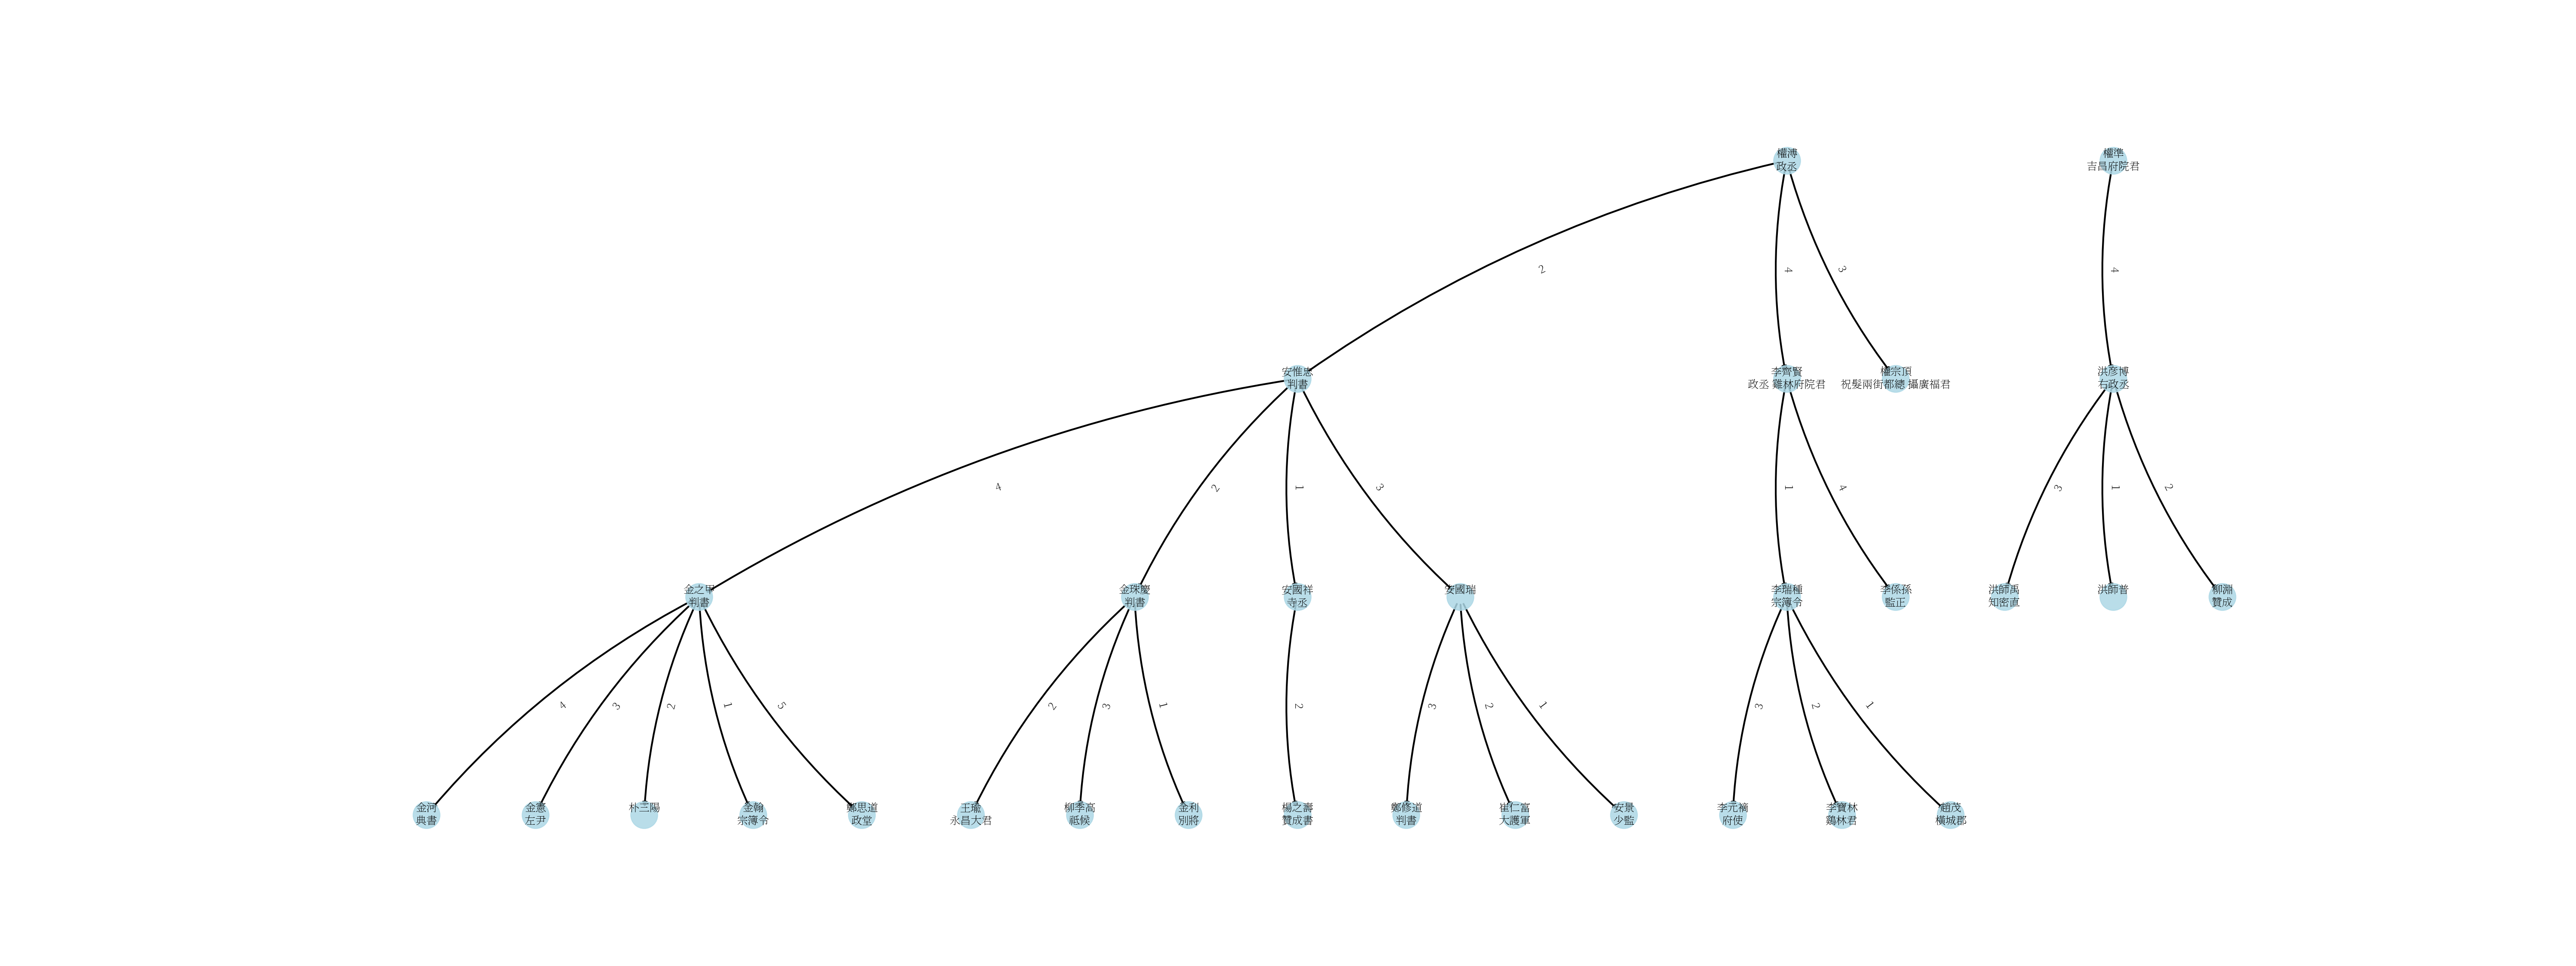 權溥
政丞
權準
吉昌府院君
2
4
3
4
安惟忠
判書
李齊賢
政丞 雞林府院君
權宗頂
祝髮兩街都總 攝廣福君
洪彦博
右政丞
4
2
1
3
1
4
3
1
2
金之甲
判書
金珠慶
判書
安國祥
寺丞
安國瑞
李瑞種
宗簿令
李係孫
監正
洪師禹
知密直
洪師普
柳淵
贊成
4
3
2
1
5
2
3
1
2
3
2
1
3
2
1
金河
典書
金憲
左尹
朴三陽
金翰
宗簿令
鄭思道
政堂
王瑜
永昌大君
柳季高
祗候
金利
別將
楊之壽
贊成書
鄭修道
判書
崔仁富
大護軍
安景
少監
李元樀
府使
李寶林
鷄林君
趙茂
橫城郡